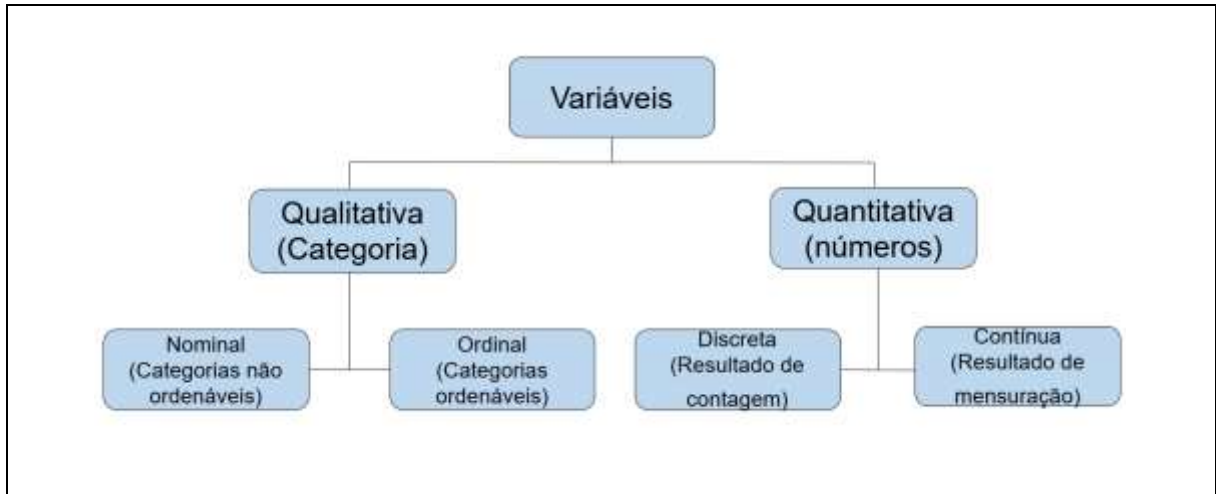 Variáveis
Qualitativa
(Categoria)
Quantitativa
(números)
Nominal
(Categorias não
ordenáveis)
Ordinal
(Categorias
ordenáveis)
Discreta
(Resultado de
contagem)
Contínua
(Resultado de
mensuração)